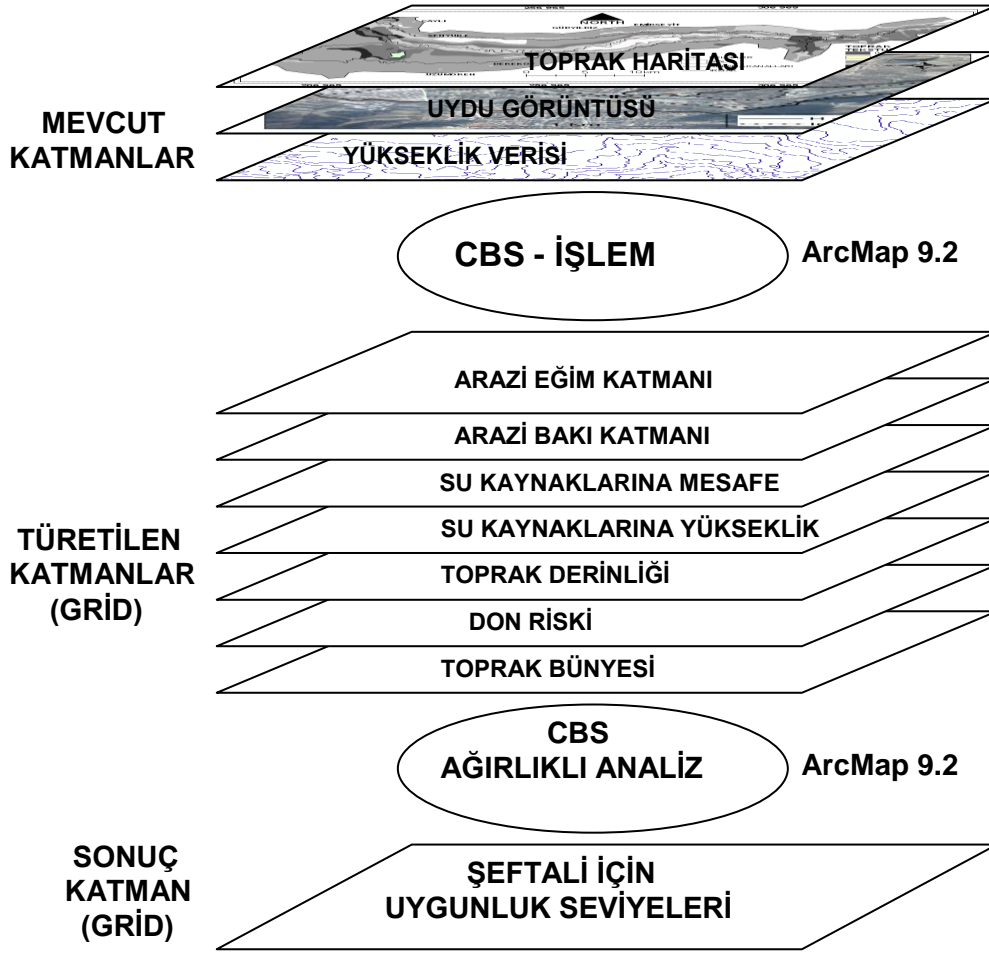 NORTH
TOPRAK HARİTASI
UYDU GÖRÜNTÜSÜ
YÜKSEKLİK VERİSİ
MEVCUT
KATMANLAR
CBS - İŞLEM
ArcMap 9.2
ARAZİ EĞİM KATMANI
ARAZİ BAKI KATMANI
SU KAYNAKLARINA MESAFE
SU KAYNAKLARINA YÜKSEKLİK
TOPRAK DERİNLİĞİ
DON RİSKİ
TOPRAK BÜNYESİ
TÜRETİLEN
KATMANLAR
(GRİD)
CBS
AĞIRLIKLI ANALİZ
ArcMap 9.2
SONUÇ
KATMAN
(GRİD)
ŞEFTALİ İÇİN
UYGUNLUK SEVİYELERİ